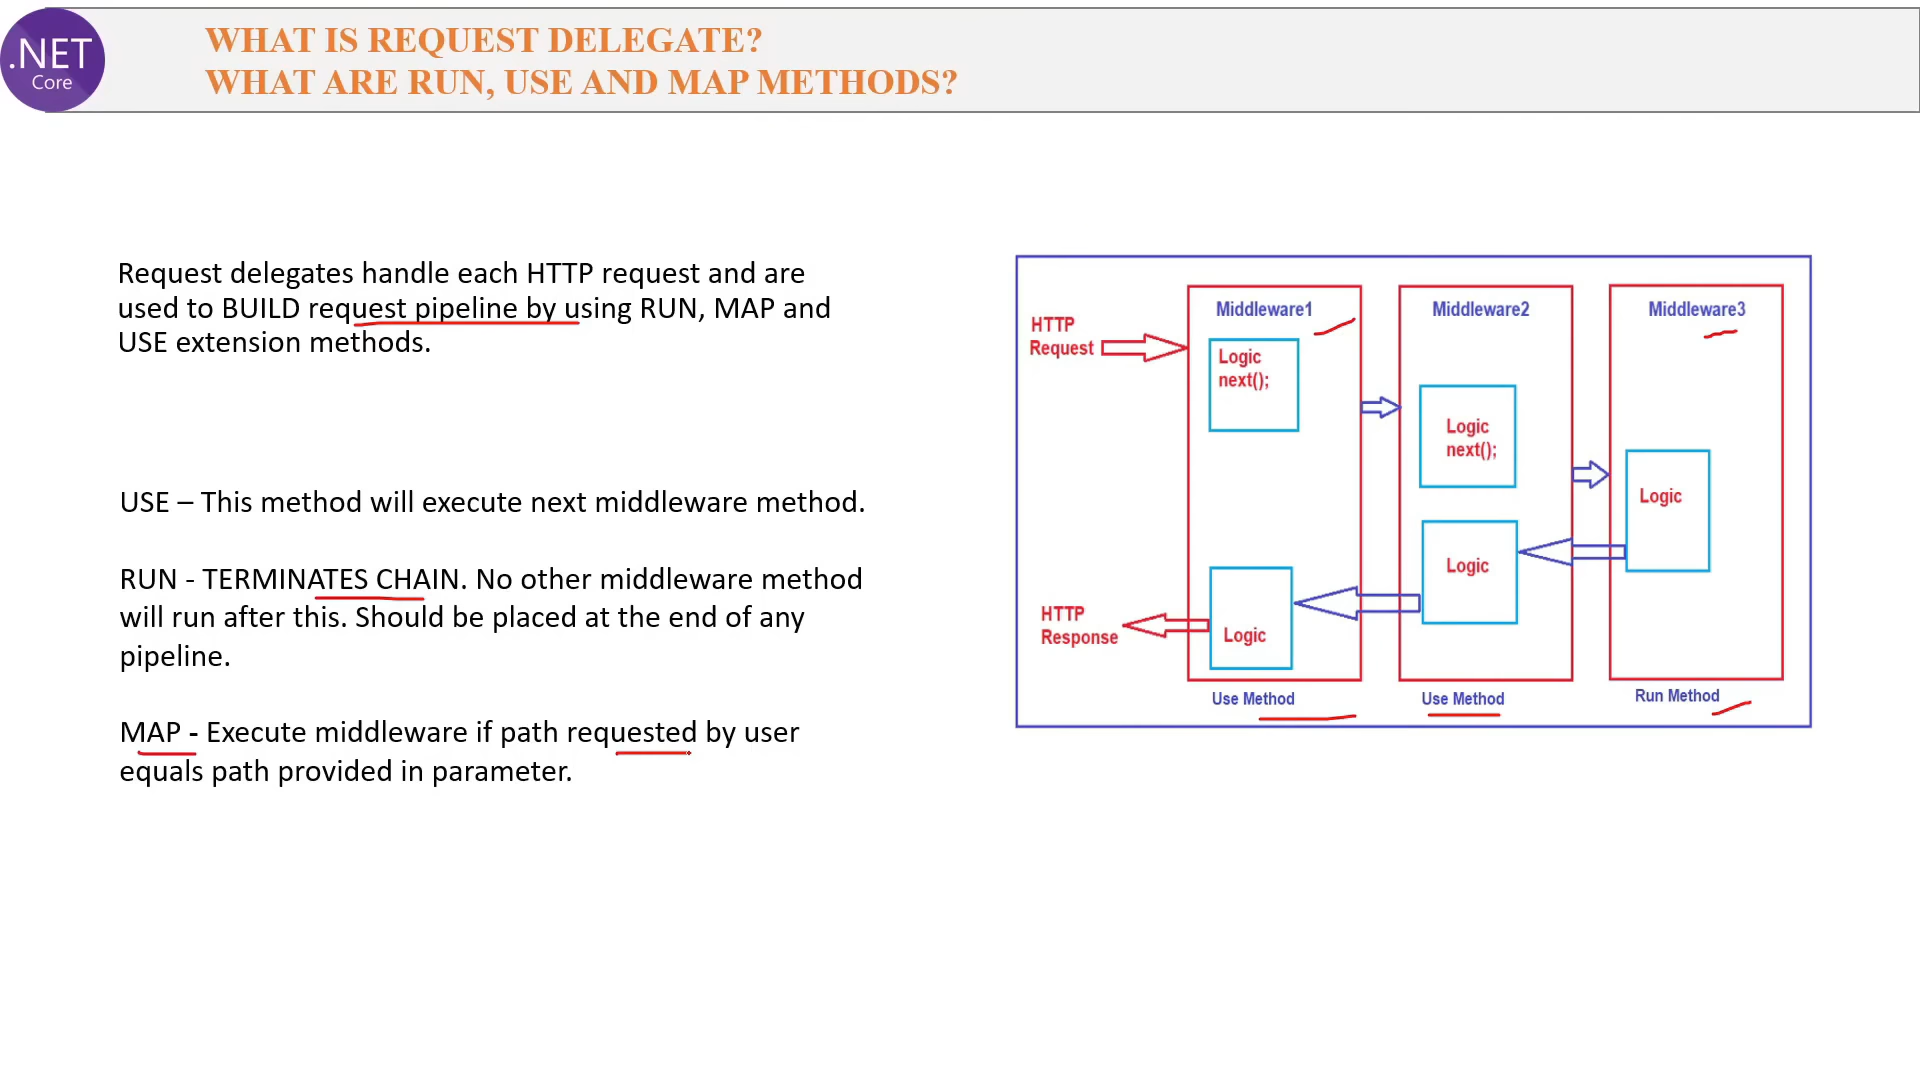 .NET
Core
WHAT IS REQUEST DELEGATE?
WHAT ARE RUN, USE AND MAP METHODS?
Request delegates handle each HTTP request and are
used to BUILD request pipeline by using RUN, MAP and
USE extension methods.
USE – This method will execute next middleware method.
RUN - TERMINATES CHAIN. No other middleware method
will run after this. Should be placed at the end of any
pipeline.
MAP - Execute middleware if path requested by user
equals path provided in parameter.
HTTP
Request
Middleware1
Logic
next();
Middleware2
Logic
next();
Middleware3
Logic
Logic
Logic
HTTP
Response
Use Method
Use Method
Run Method